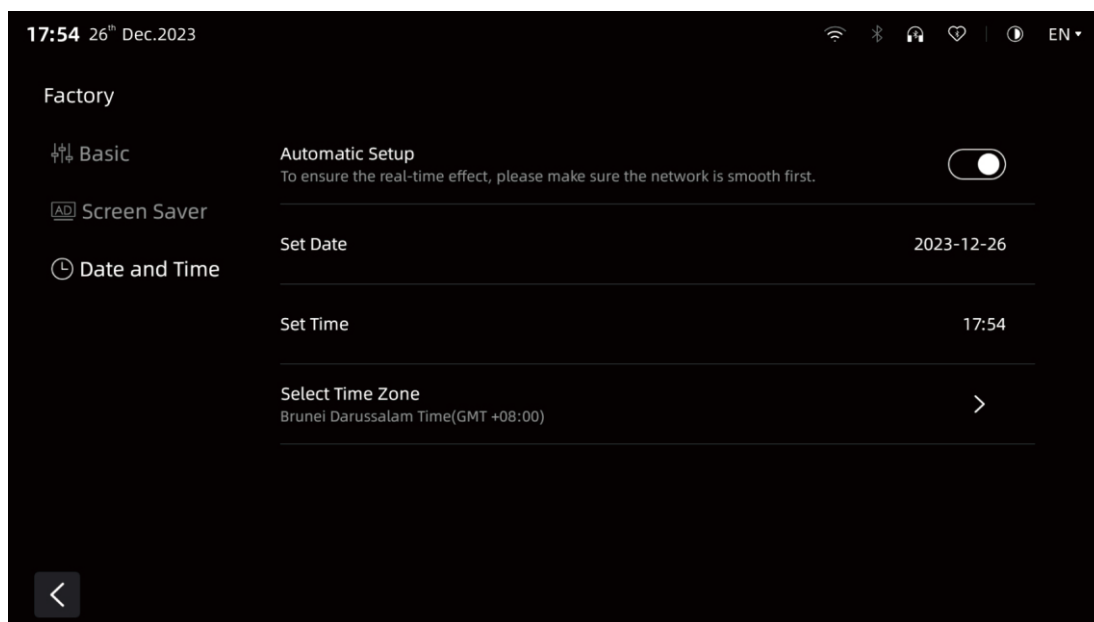 17:54 26th Dec.2023 EN
Factory
Basic
Automatic Setup
To ensure the real-time effect, please make sure the network is smooth first.
AD Screen Saver
Set Date 2023-12-26
Date and Time
Set Time 17:54
Select Time Zone
Brunei Darussalam Time(GMT +08:00)